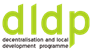 dldp
decentralisation and local
development programme